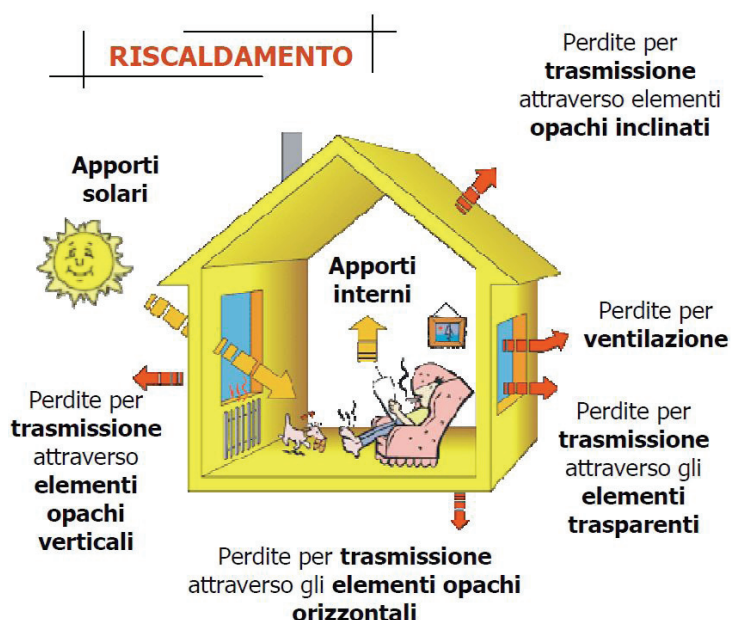 RISCALDAMENTO
Perdite per
trasmissione
attraverso elementi
opachi inclinati
Apporti
solari
Apporti
interni
Perdite per
ventilazione
Perdite per
trasmissione
attraverso
elementi
opachi
verticali
Perdite per
trasmissione
attraverso gli
elementi
trasparenti
Perdite per trasmissione
attraverso gli elementi opachi
orizzontali